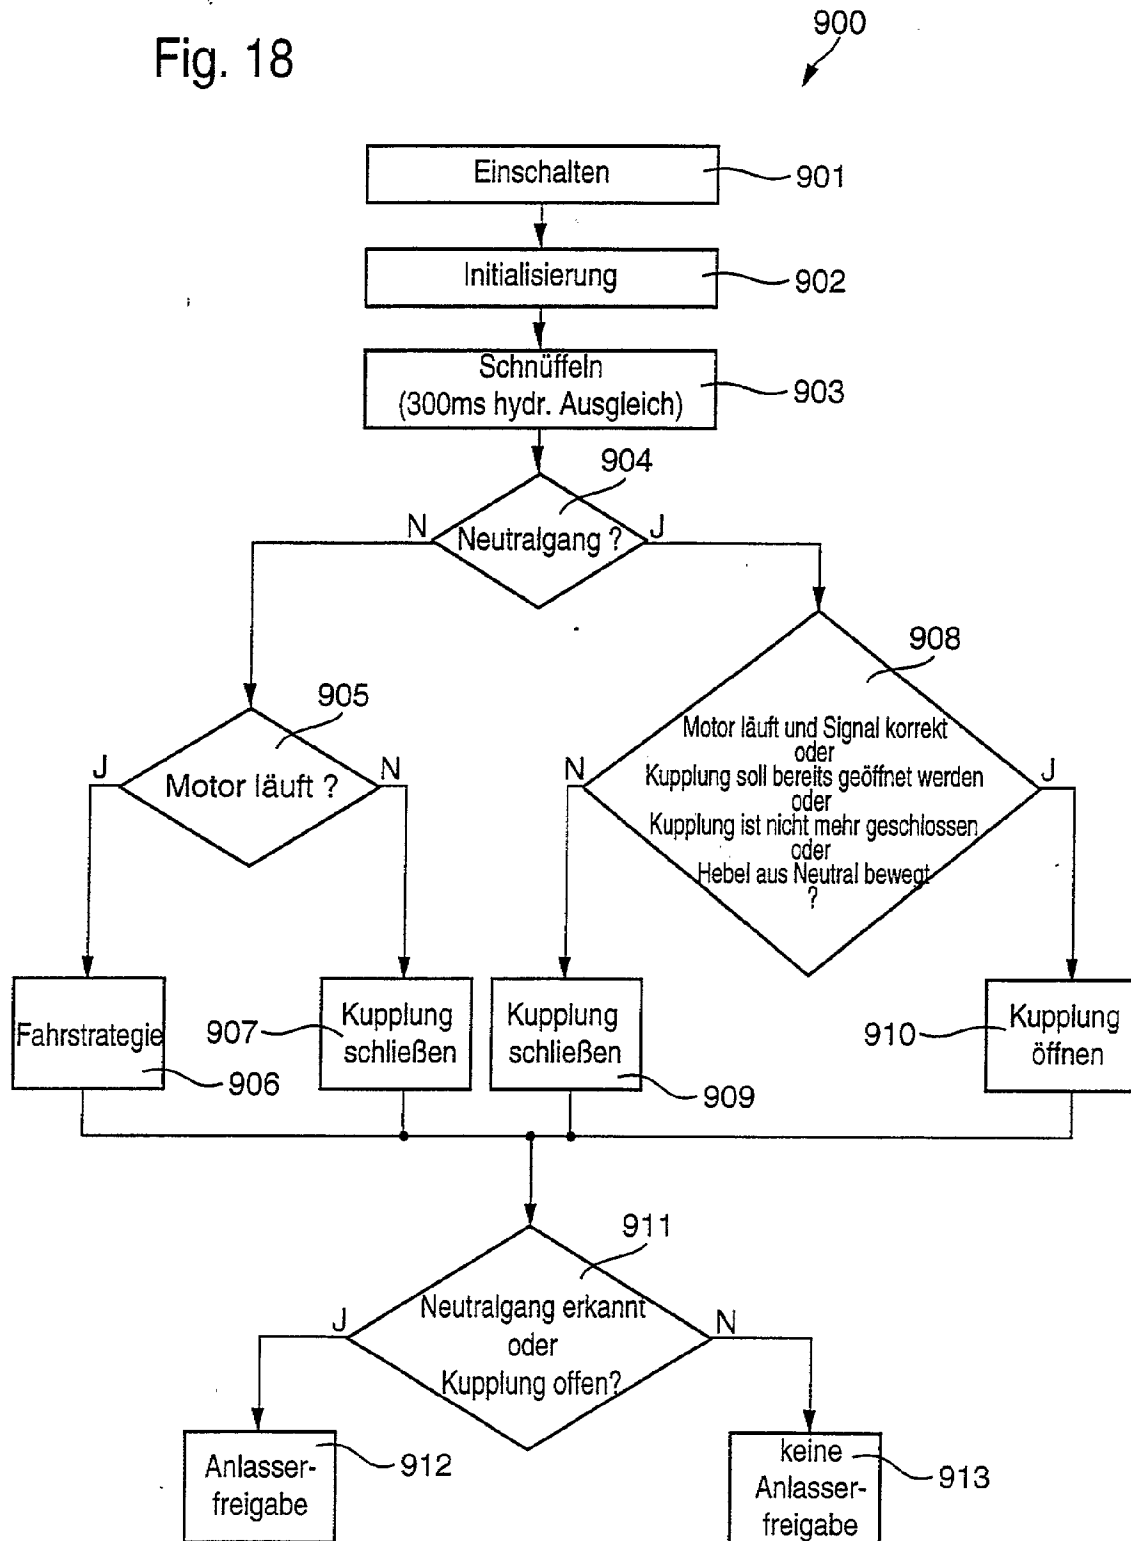 Fig. 18
900
Einschalten
901
Initialisierung
902
Schnüffeln
(300ms hydr. Ausgleich)
903
904
N
Neutralgang ?
J
908
905
Motor läuft und Signal korrekt
oder
Kupplung soll bereits geöffnet werden
oder
Kupplung ist nicht mehr geschlossen
oder
Hebel aus Neutral bewegt
?
J
Motor läuft ?
N
N
J
Fahrstrategie
906
907
Kupplung
schließen
Kupplung
schließen
909
910
Kupplung
öffnen
911
J
Neutralgang erkannt
oder
Kupplung offen?
N
Anlasser-
freigabe
912
keine
Anlasser-
freigabe
913